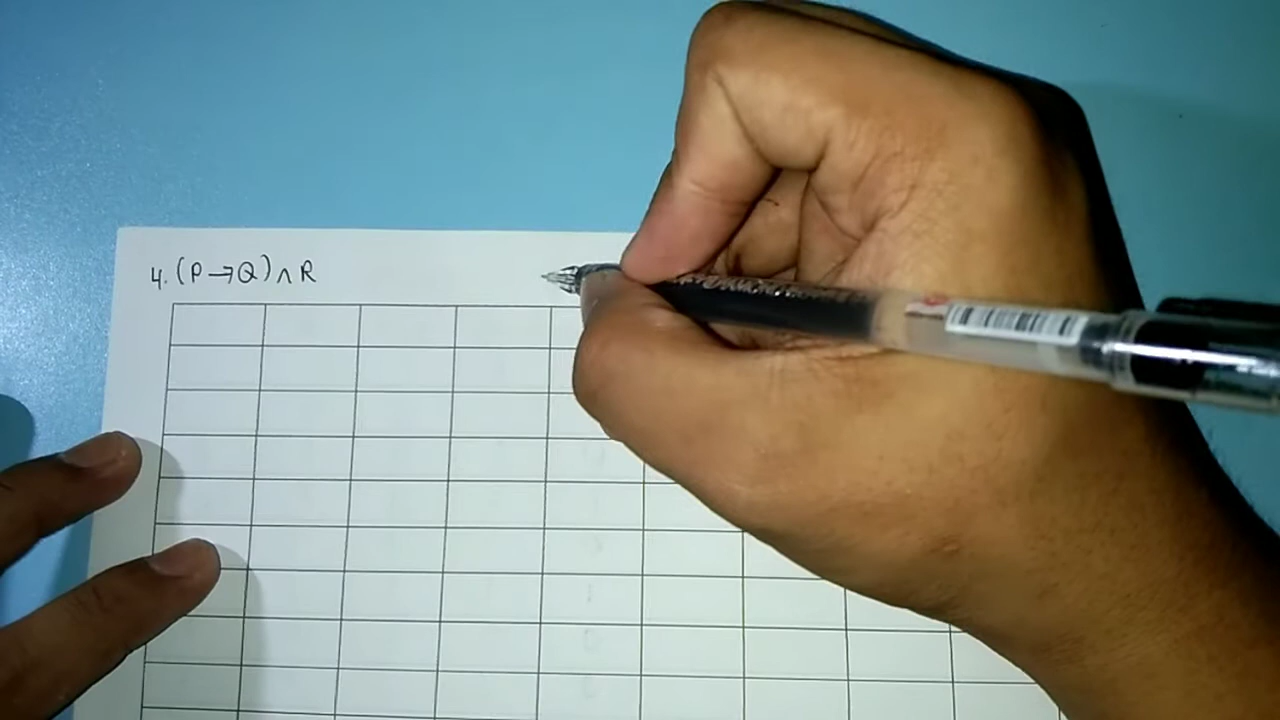 4. (P → Q) ∧ R